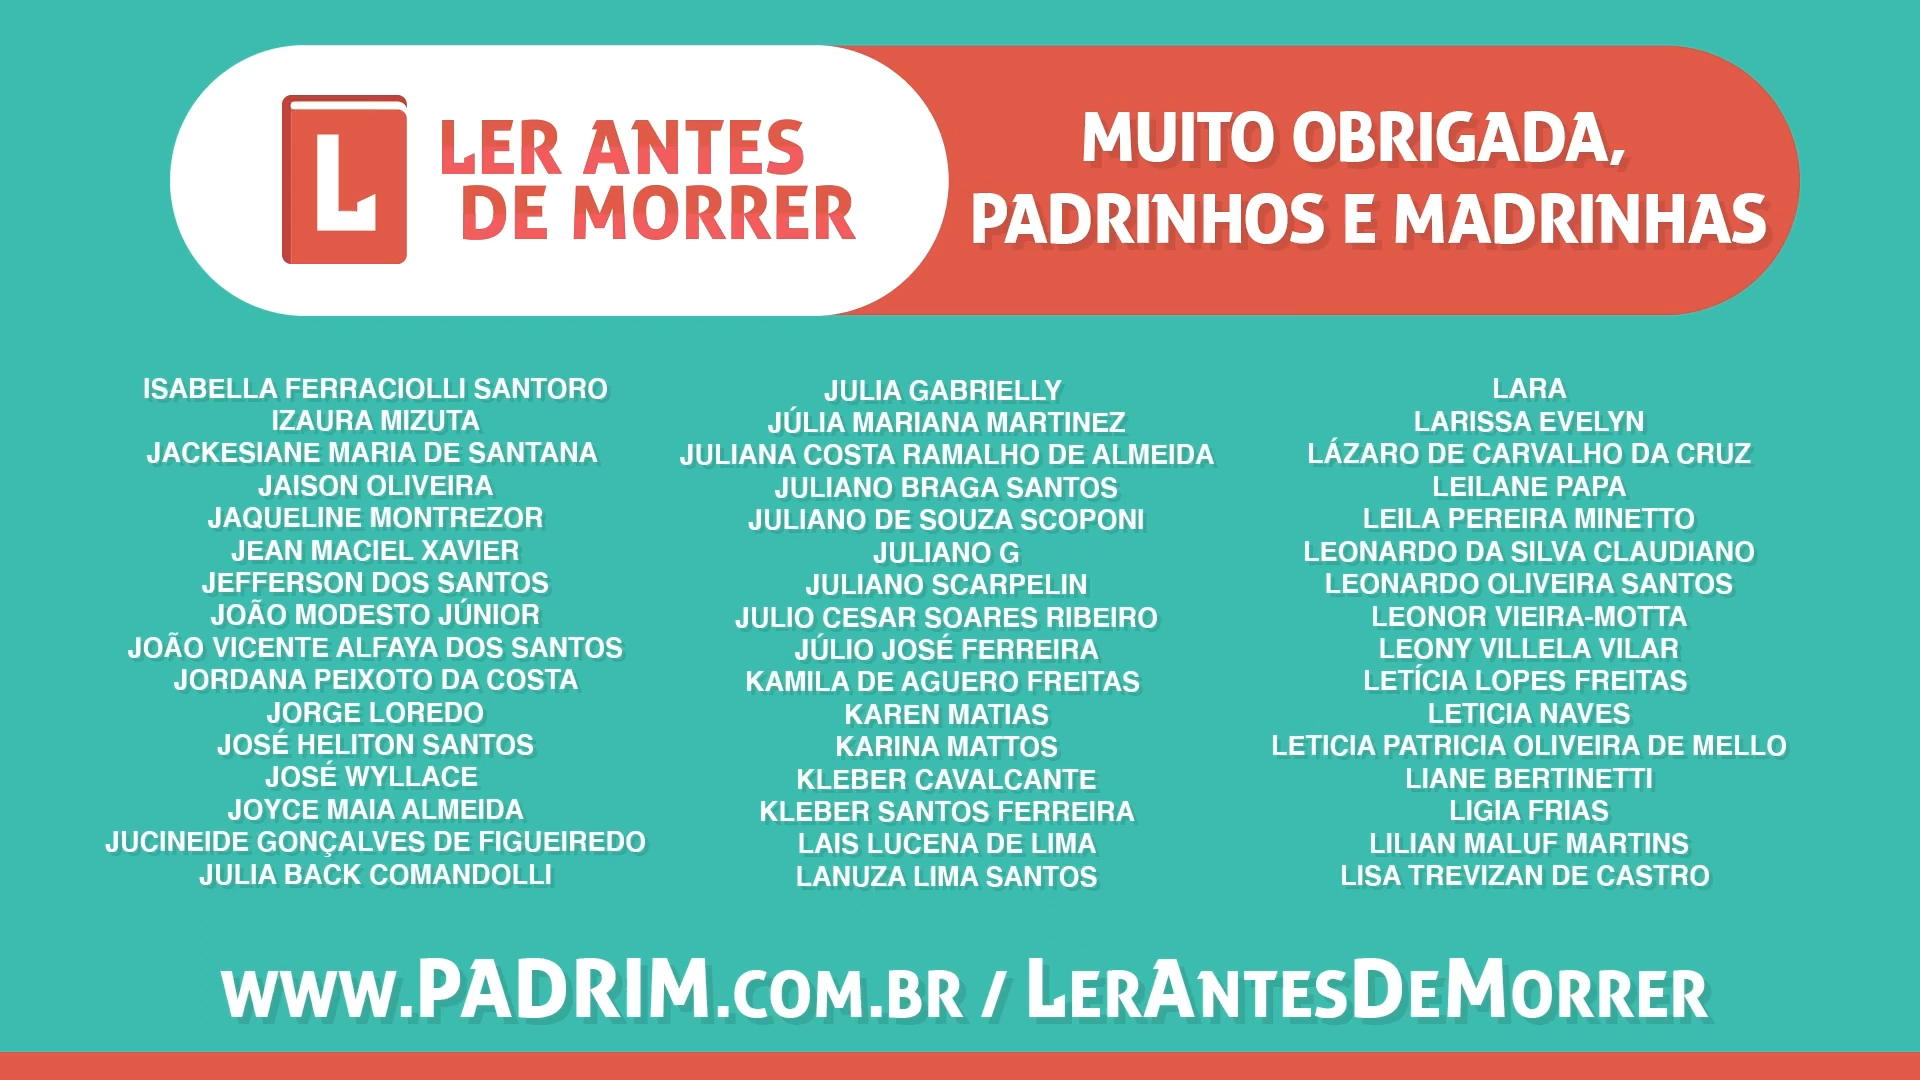 L
LER ANTES
DE MORRER
MUITO OBRIGADA,
PADRINHOS E MADRINHAS
ISABELLA FERRACIOLLI SANTORO
IZAURA MIZUTA
JACKESIANE MARIA DE SANTANA
JAISON OLIVEIRA
JAQUELINE MONTREZOR
JEAN MACIEL XAVIER
JEFFERSON DOS SANTOS
JOÃO MODESTO JÚNIOR
JOÃO VICENTE ALFAYA DOS SANTOS
JORDANA PEIXOTO DA COSTA
JORGE LOREDO
JOSÉ HELITON SANTOS
JOSÉ WYLLACE
JOYCE MAIA ALMEIDA
JUCINEIDE GONÇALVES DE FIGUEIREDO
JULIA BACK COMANDOLLI
JULIA GABRIELLY
JÚLIA MARIANA MARTINEZ
JULIANA COSTA RAMALHO DE ALMEIDA
JULIANO BRAGA SANTOS
JULIANO DE SOUZA SCOPONI
JULIANO G
JULIANO SCARPELIN
JULIO CESAR SOARES RIBEIRO
JÚLIO JOSÉ FERREIRA
KAMILA DE AGUERO FREITAS
KAREN MATIAS
KARINA MATTOS
KLEBER CAVALCANTE
KLEBER SANTOS FERREIRA
LAIS LUCENA DE LIMA
LANUZA LIMA SANTOS
LARA
LARISSA EVELYN
LÁZARO DE CARVALHO DA CRUZ
LEILANE PAPA
LEILA PEREIRA MINETTO
LEONARDO DA SILVA CLAUDIANO
LEONARDO OLIVEIRA SANTOS
LEONOR VIEIRA-MOTTA
LEONY VILLELA VILAR
LETÍCIA LOPES FREITAS
LETICIA NAVES
LETICIA PATRICIA OLIVEIRA DE MELLO
LIANE BERTINETTI
LIGIA FRIAS
LILIAN MALUF MARTINS
LISA TREVIZAN DE CASTRO
WWW.PADRIM.COM.BR / LERANTESDEMORRER